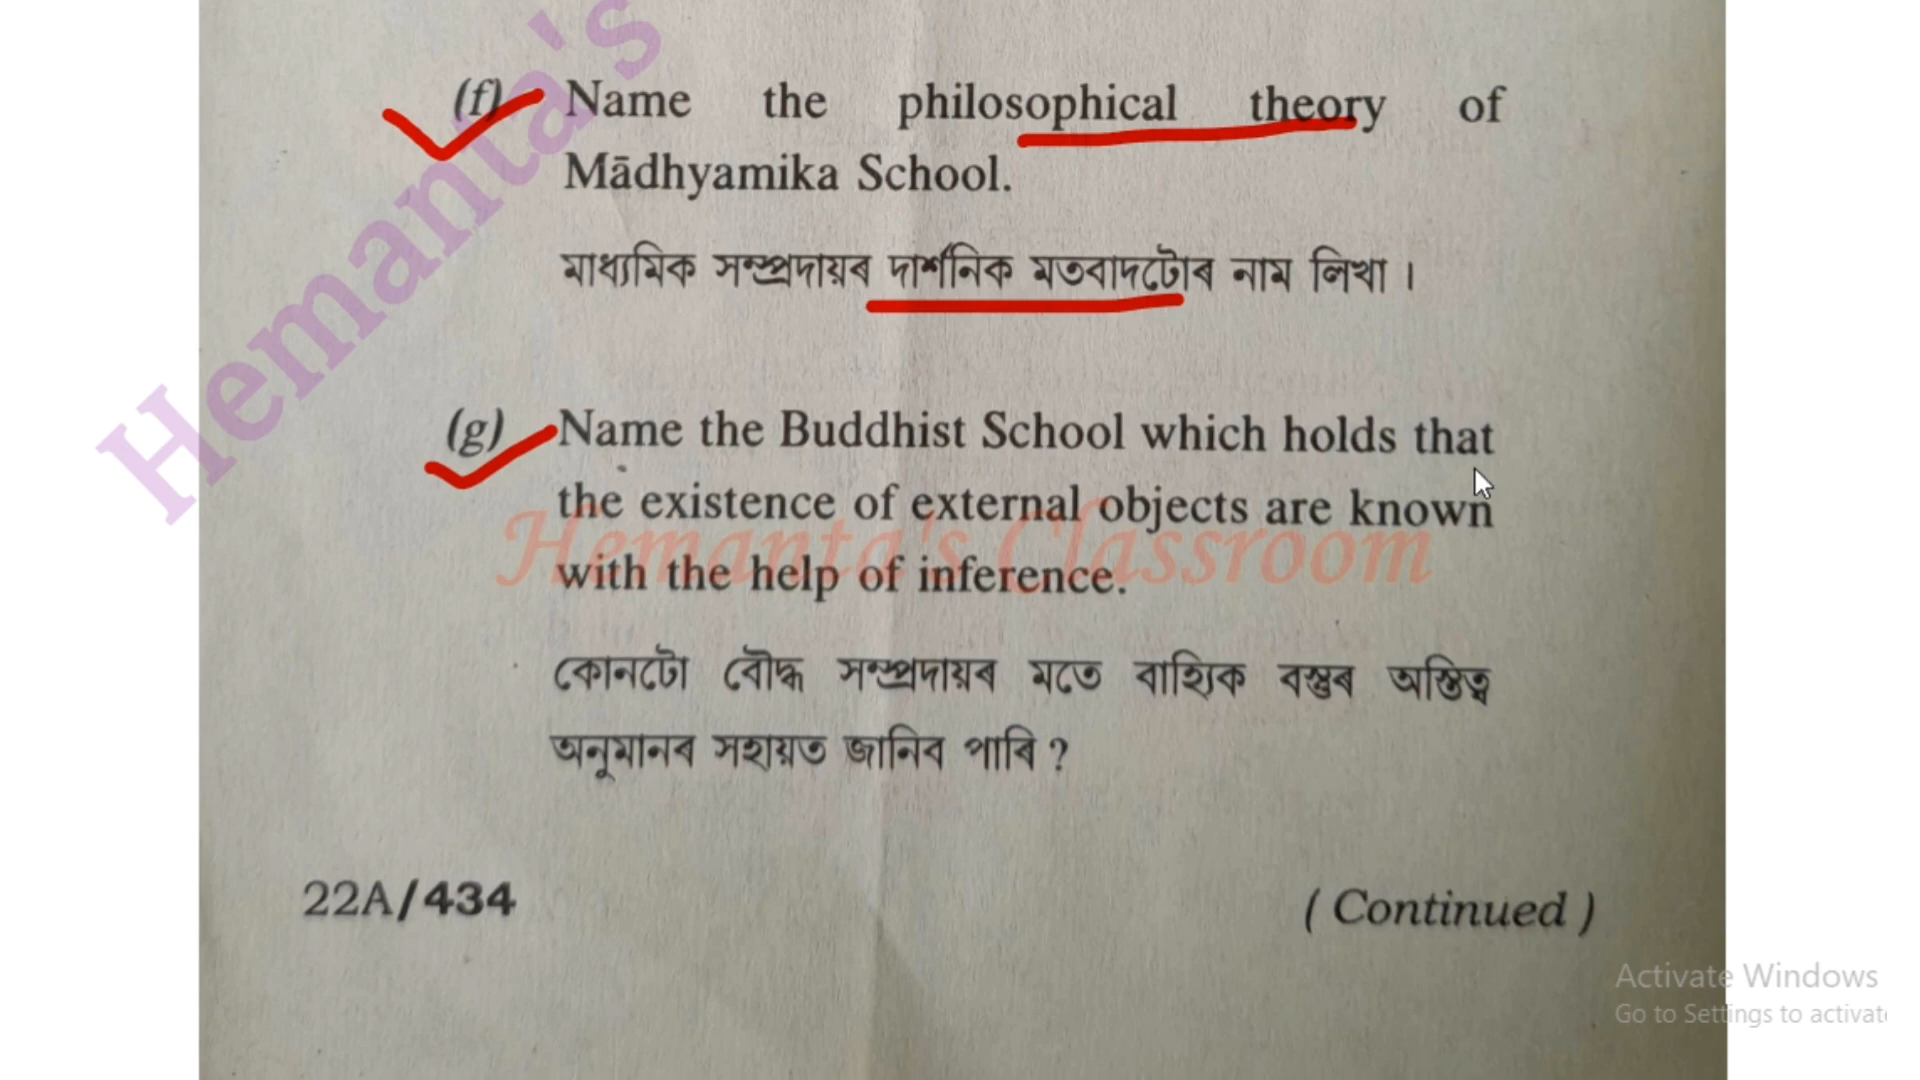 Hemanta's
(f) Name the philosophical theory of
Mādhyamika School.
মাধ্যমিক সম্প্ৰদায়ৰ দাৰ্শনিক মতবাদটোৰ নাম লিখা ।
(g) Name the Buddhist School which holds that
the existence of external objects are known
Hemanta's Classroom
with the help of inference.
কোনটো বৌদ্ধ সম্প্ৰদায়ৰ মতে বাহ্যিক বস্তুৰ অস্তিত্ব
অনুমানৰ সহায়ত জানিব পাৰি ?
22A/434
( Continued )
Activate Windows
Go to Settings to activate